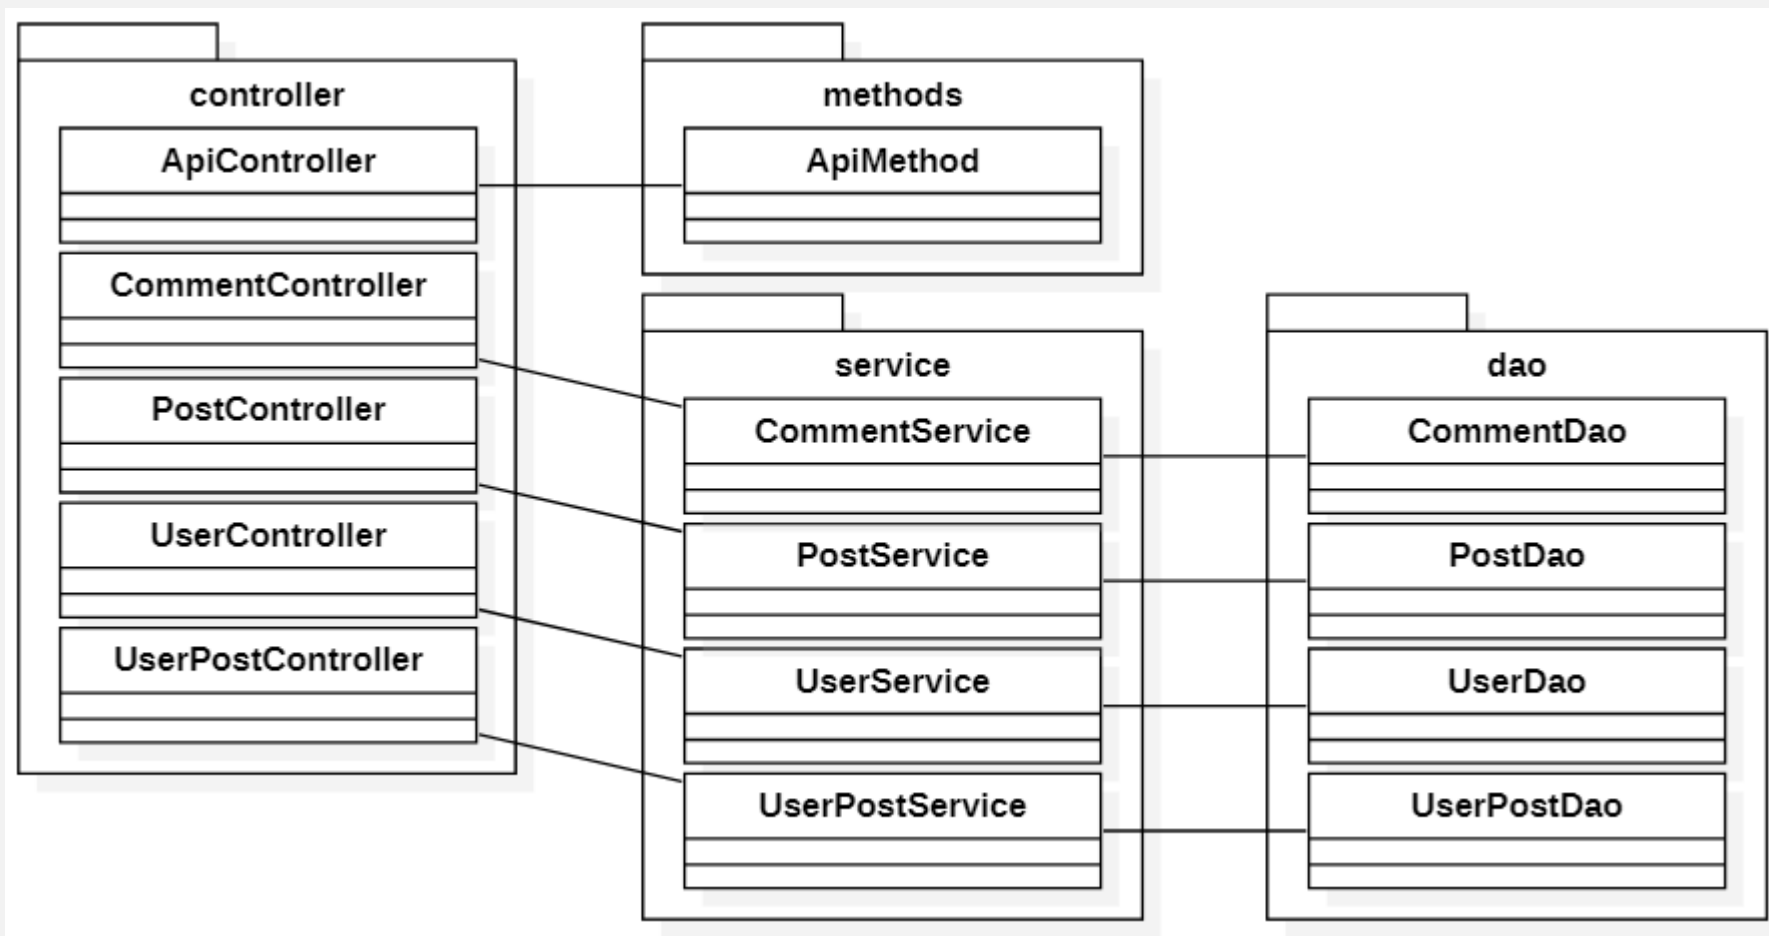 controller
ApiController
CommentController
PostController
UserController
UserPostController
methods
ApiMethod
service
CommentService
PostService
UserService
UserPostService
dao
CommentDao
PostDao
UserDao
UserPostDao